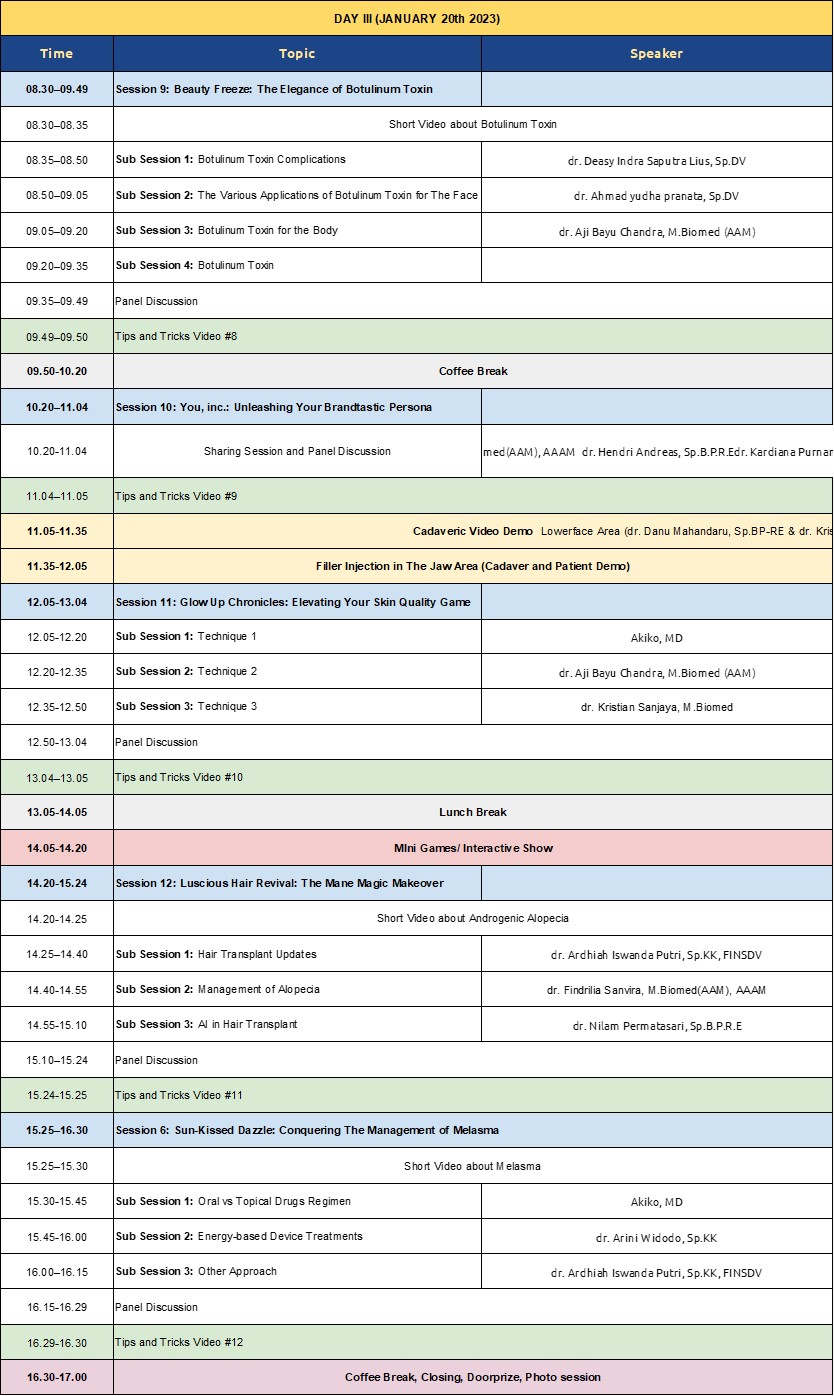 DAY III (JANUARY 20th 2023)
Time Topic Speaker
08.30–09.49 Session 9: Beauty Freeze: The Elegance of Botulinum Toxin
08.30–08.35 Short Video about Botulinum Toxin
08.35–08.50 Sub Session 1: Botulinum Toxin Complications dr. Deasy Indra Saputra Lius, Sp.DV
08.50–09.05 Sub Session 2: The Various Applications of Botulinum Toxin for The Face dr. Ahmad yudha pranata, Sp.DV
09.05–09.20 Sub Session 3: Botulinum Toxin for the Body dr. Aji Bayu Chandra, M.Biomed (AAM)
09.20–09.35 Sub Session 4: Botulinum Toxin
09.35–09.49 Panel Discussion
09.49–09.50 Tips and Tricks Video #8
09.50-10.20 Coffee Break
10.20–11.04 Session 10: You, inc.: Unleashing Your Brandtastic Persona
10.20-11.04 Sharing Session and Panel Discussion med(AAM), AAAM dr. Hendri Andreas, Sp.B.P.R.Edr. Kardiana Purnar
11.04–11.05 Tips and Tricks Video #9
11.05-11.35 Cadaveric Video Demo Lowerface Area (dr. Danu Mahandaru, Sp.BP-RE & dr. Kris
11.35-12.05 Filler Injection in The Jaw Area (Cadaver and Patient Demo)
12.05-13.04 Session 11: Glow Up Chronicles: Elevating Your Skin Quality Game
12.05-12.20 Sub Session 1: Technique 1 Akiko, MD
12.20-12.35 Sub Session 2: Technique 2 dr. Aji Bayu Chandra, M.Biomed (AAM)
12.35-12.50 Sub Session 3: Technique 3 dr. Kristian Sanjaya, M.Biomed
12.50-13.04 Panel Discussion
13.04–13.05 Tips and Tricks Video #10
13.05-14.05 Lunch Break
14.05-14.20 MIni Games/ Interactive Show
14.20-15.24 Session 12: Luscious Hair Revival: The Mane Magic Makeover
14.20-14.25 Short Video about Androgenic Alopecia
14.25–14.40 Sub Session 1: Hair Transplant Updates dr. Ardhiah Iswanda Putri, Sp.KK, FINSDV
14.40-14.55 Sub Session 2: Management of Alopecia dr. Findrilia Sanvira, M.Biomed(AAM), AAAM
14.55-15.10 Sub Session 3: AI in Hair Transplant dr. Nilam Permatasari, Sp.B.P.R.E
15.10–15.24 Panel Discussion
15.24-15.25 Tips and Tricks Video #11
15.25–16.30 Session 6: Sun-Kissed Dazzle: Conquering The Management of Melasma
15.25–15.30 Short Video about Melasma
15.30-15.45 Sub Session 1: Oral vs Topical Drugs Regimen Akiko, MD
15.45-16.00 Sub Session 2: Energy-based Device Treatments dr. Arini Widodo, Sp.KK
16.00–16.15 Sub Session 3: Other Approach dr. Ardhiah Iswanda Putri, Sp.KK, FINSDV
16.15-16.29 Panel Discussion
16.29-16.30 Tips and Tricks Video #12
16.30-17.00 Coffee Break, Closing, Doorprize, Photo session